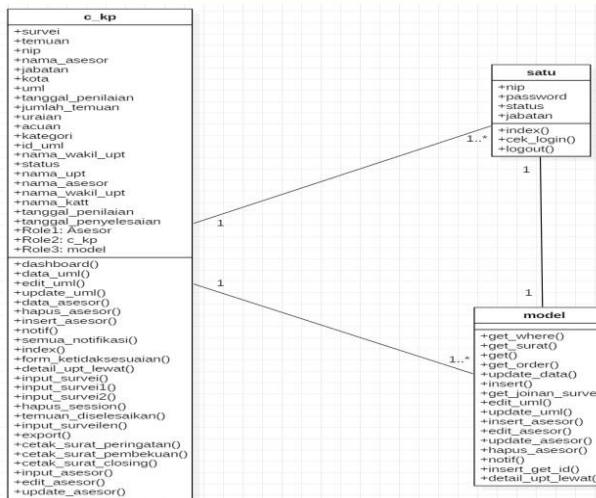 c_kp
+survei
+temuan
+nip
+nama_asesor
+jabatan
+kota
+uml
+tanggal_penilaian
+jumlah_temuan
+uraian
+acuan
+kategori
+id_uml
+nama_wakil_upt
+status
+nama_upt
+nama_asesor
+nama_wakil_upt
+nama_katt
+tanggal_penilaian
+tanggal_penyelesaian
+Role1: Asesor
+Role2: c_kp
+Role3: model
+dashboard()
+data_uml()
+edit_uml()
+update_uml()
+data_asesor()
+hapus_asesor()
+insert_asesor()
+notif()
+semua_notifikasi()
+index()
+form_ketidaksesuaian()
+detail_upt_lewat()
+input_survei()
+input_survei1()
+input_survei2()
+hapus_session()
+temuan_diselesaikan()
+input_surveilen()
+export()
+cetak_surat_peringatan()
+cetak_surat_pembekuan()
+cetak_surat_closing()
+input_asesor()
+edit_asesor()
+update_asesor()
1
1..*
1
1..*
satu
+nip
+password
+status
+jabatan
+index()
+cek_login()
+logout()
1
1
model
+get_where()
+get_surat()
+get()
+get_order()
+update_data()
+insert()
+get_joinan_surve
+edit_uml()
+update_uml()
+insert_asesor()
+edit_asesor()
+update_asesor()
+hapus_asesor()
+notif()
+insert_get_id()
+detail_upt_lewat(